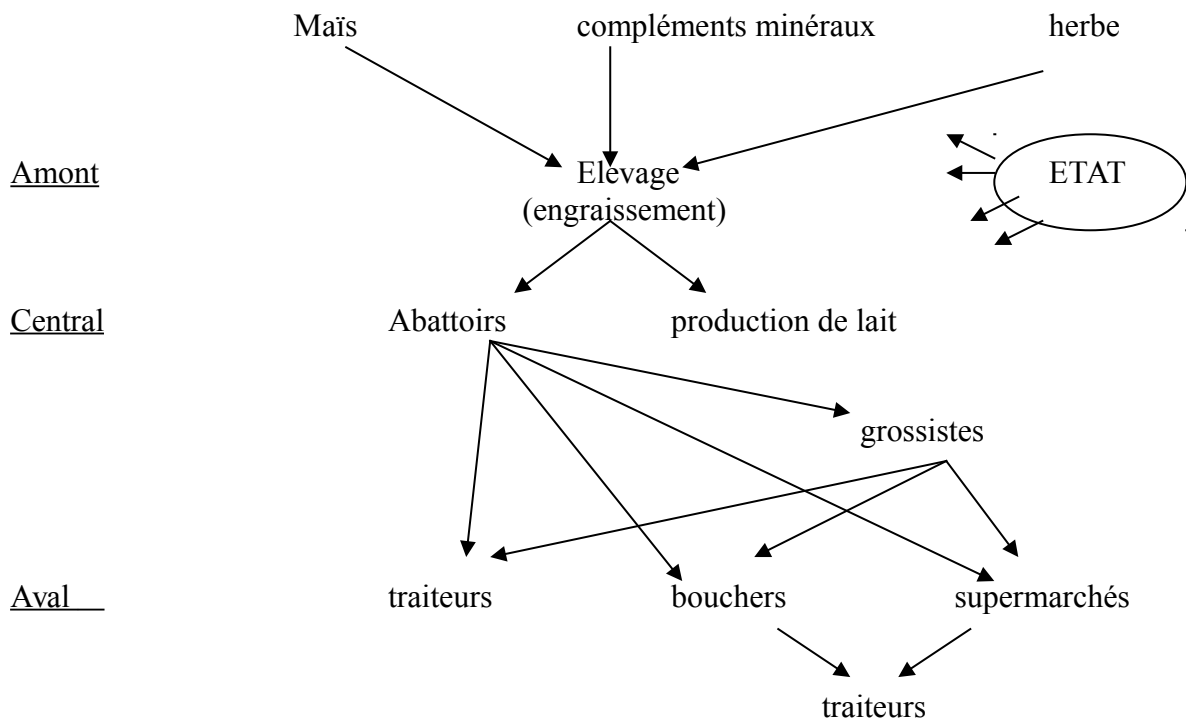 Maïs compléments minéraux herbe
Amont Elevage ETAT
(engraissement)
Central Abattoirs production de lait
grossistes
Aval traiteurs bouchers supermarchés
traiteurs